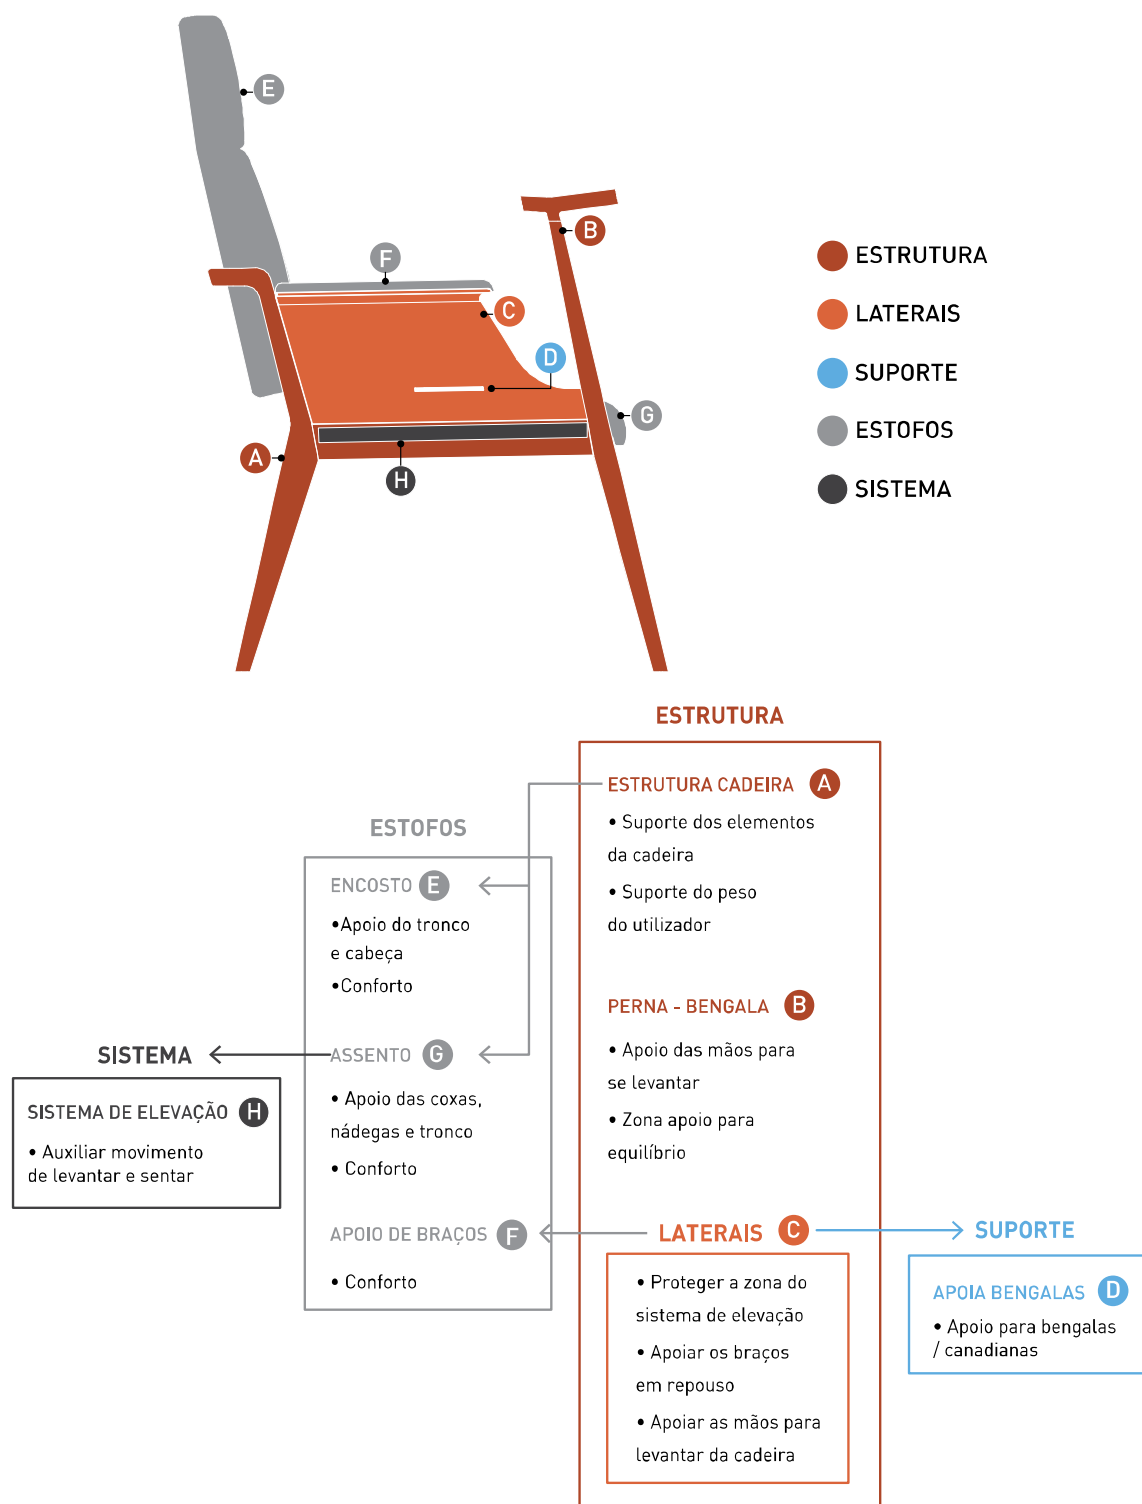 E
B
F
C
D
G
A
H
ESTRUTURA
LATERAIS
SUPORTE
ESTOFOS
SISTEMA
ESTRUTURA
ESTRUTURA CADEIRA A
• Suporte dos elementos
da cadeira
• Suporte do peso
do utilizador
PERNA - BENGALA B
• Apoio das mãos para
se levantar
• Zona apoio para
equilíbrio
ESTOFOS
ENCOSTO E
•Apoio do tronco
e cabeça
•Conforto
ASSENTO G
• Apoio das coxas,
nádegas e tronco
• Conforto
APOIO DE BRAÇOS F
• Conforto
SISTEMA
SISTEMA DE ELEVAÇÃO H
• Auxiliar movimento
de levantar e sentar
LATERAIS C
• Proteger a zona do
sistema de elevação
• Apoiar os braços
em repouso
• Apoiar as mãos para
levantar da cadeira
SUPORTE
APOIA BENGALAS D
• Apoio para bengalas
/ canadianas